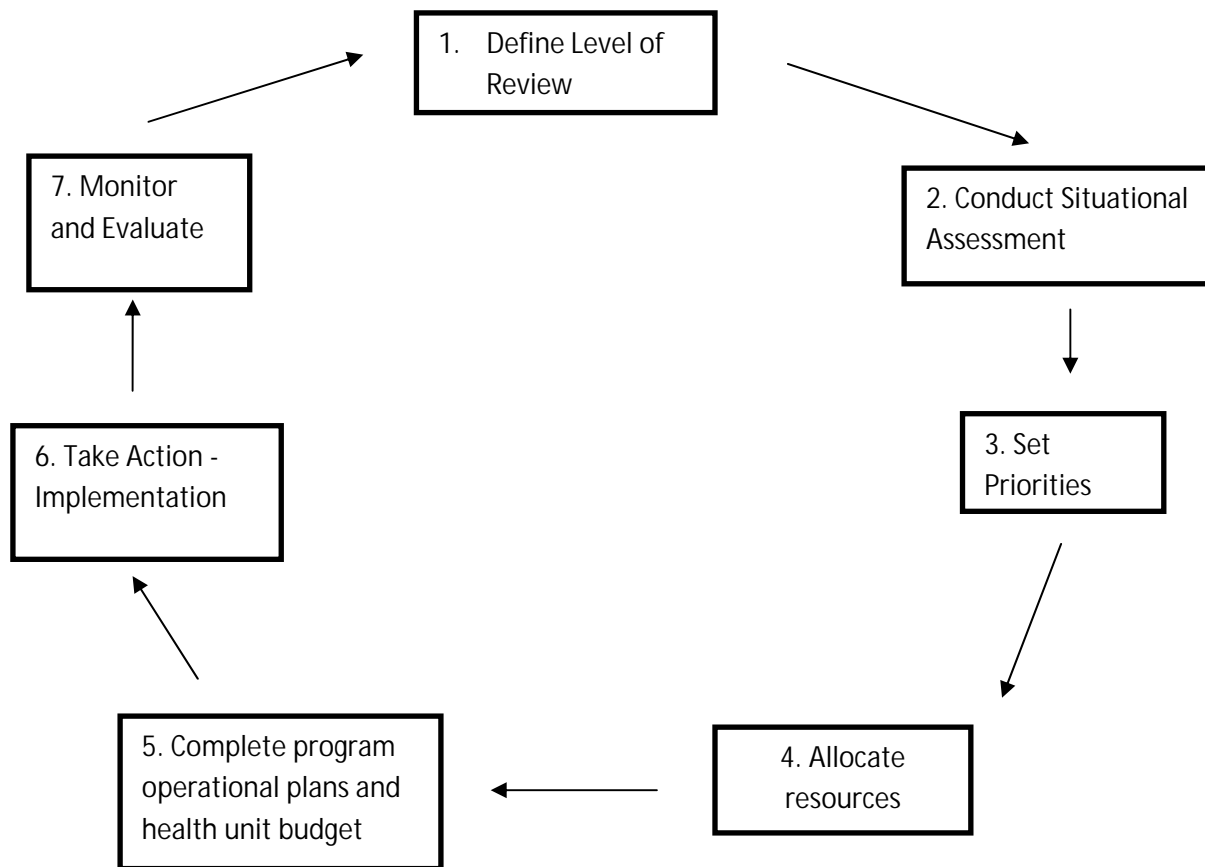 1. Define Level of
Review
2. Conduct Situational
Assessment
3. Set
Priorities
4. Allocate
resources
5. Complete program
operational plans and
health unit budget
6. Take Action -
Implementation
7. Monitor
and Evaluate